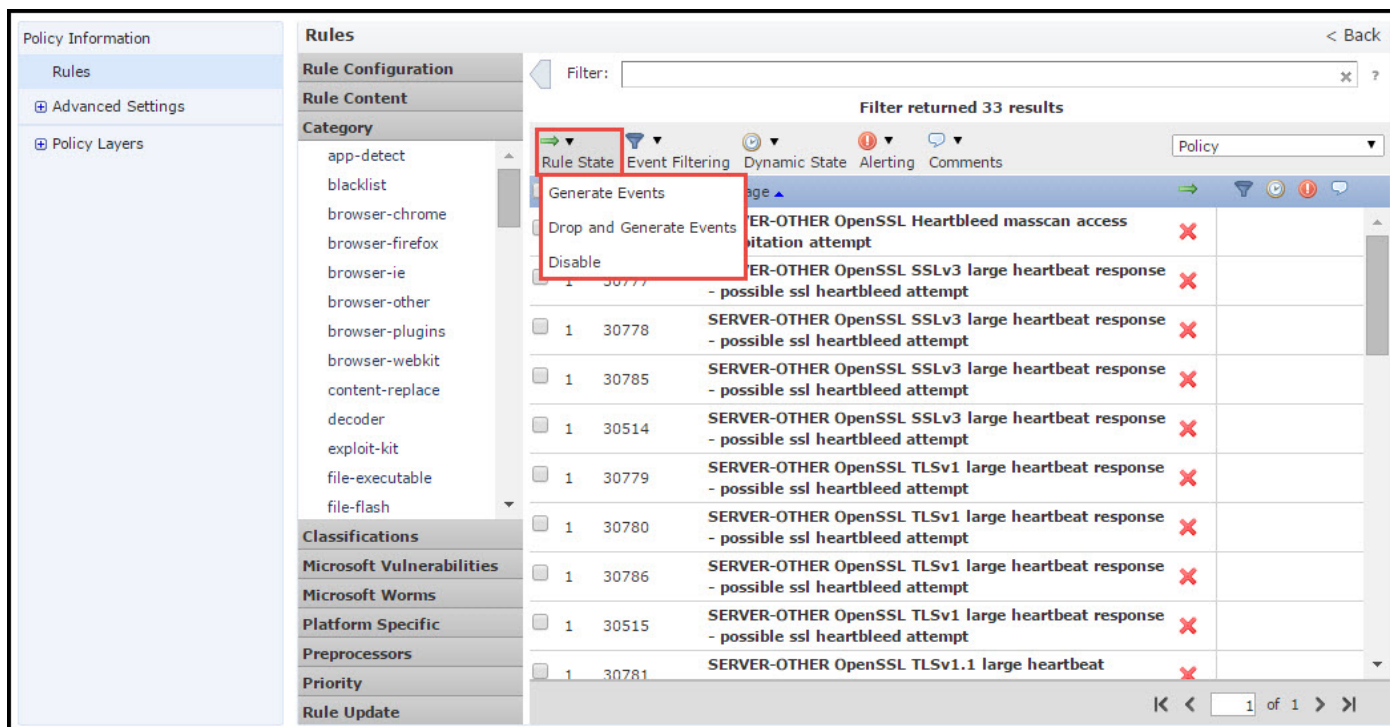 Policy Information
Rules
Advanced Settings
Policy Layers
Rules
< Back
Rule Configuration
Rule Content
Category
app-detect
blacklist
browser-chrome
browser-firefox
browser-ie
browser-other
browser-plugins
browser-webkit
content-replace
decoder
exploit-kit
file-executable
file-flash
Classifications
Microsoft Vulnerabilities
Microsoft Worms
Platform Specific
Preprocessors
Priority
Rule Update
Filter:
?
Filter returned 33 results
Rule State Event Filtering Dynamic State Alerting Comments
Policy
Generate Events
Drop and Generate Events
Disable
age
VER-OTHER OpenSSL Heartbleed masscan access
itation attempt
1 30777 VER-OTHER OpenSSL SSLv3 large heartbeat response
- possible ssl heartbleed attempt
1 30778 SERVER-OTHER OpenSSL SSLv3 large heartbeat response
- possible ssl heartbleed attempt
1 30785 SERVER-OTHER OpenSSL SSLv3 large heartbeat response
- possible ssl heartbleed attempt
1 30514 SERVER-OTHER OpenSSL SSLv3 large heartbeat response
- possible ssl heartbleed attempt
1 30779 SERVER-OTHER OpenSSL TLSv1 large heartbeat response
- possible ssl heartbleed attempt
1 30780 SERVER-OTHER OpenSSL TLSv1 large heartbeat response
- possible ssl heartbleed attempt
1 30786 SERVER-OTHER OpenSSL TLSv1 large heartbeat response
- possible ssl heartbleed attempt
1 30515 SERVER-OTHER OpenSSL TLSv1 large heartbeat response
- possible ssl heartbleed attempt
1 30781 SERVER-OTHER OpenSSL TLSv1.1 large heartbeat
1 of 1